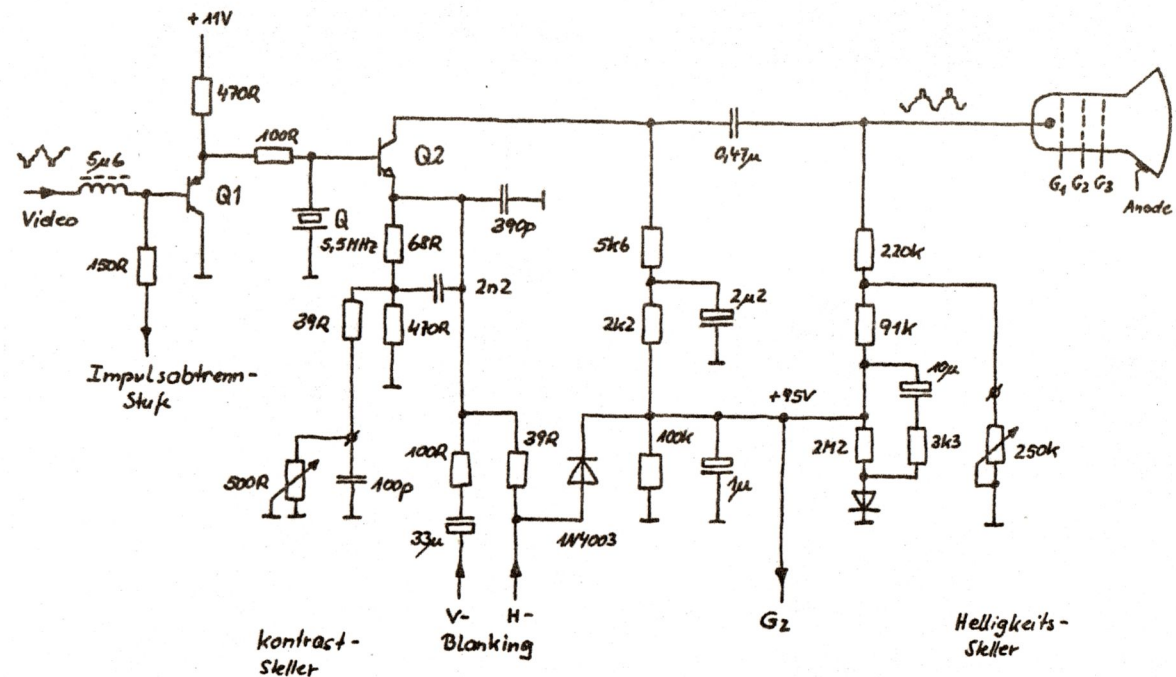 +11V
470R
100R
Q2
5µ6
Video
Q1
150R
Impulsabtrenn-
Stufe
Q
5,5MHz
68R
390p
2n2
39R
470R
500R
100p
Kontrast-
Steller
100R
33µ
V-
39R
H-
Blanking
1N4003
5k6
2k2
2µ2
100k
1µ
0,47µ
+95V
G2
220k
91k
10µ
2M2
3k3
250k
Helligkeits-
Steller
G1
G2
G3
Anode